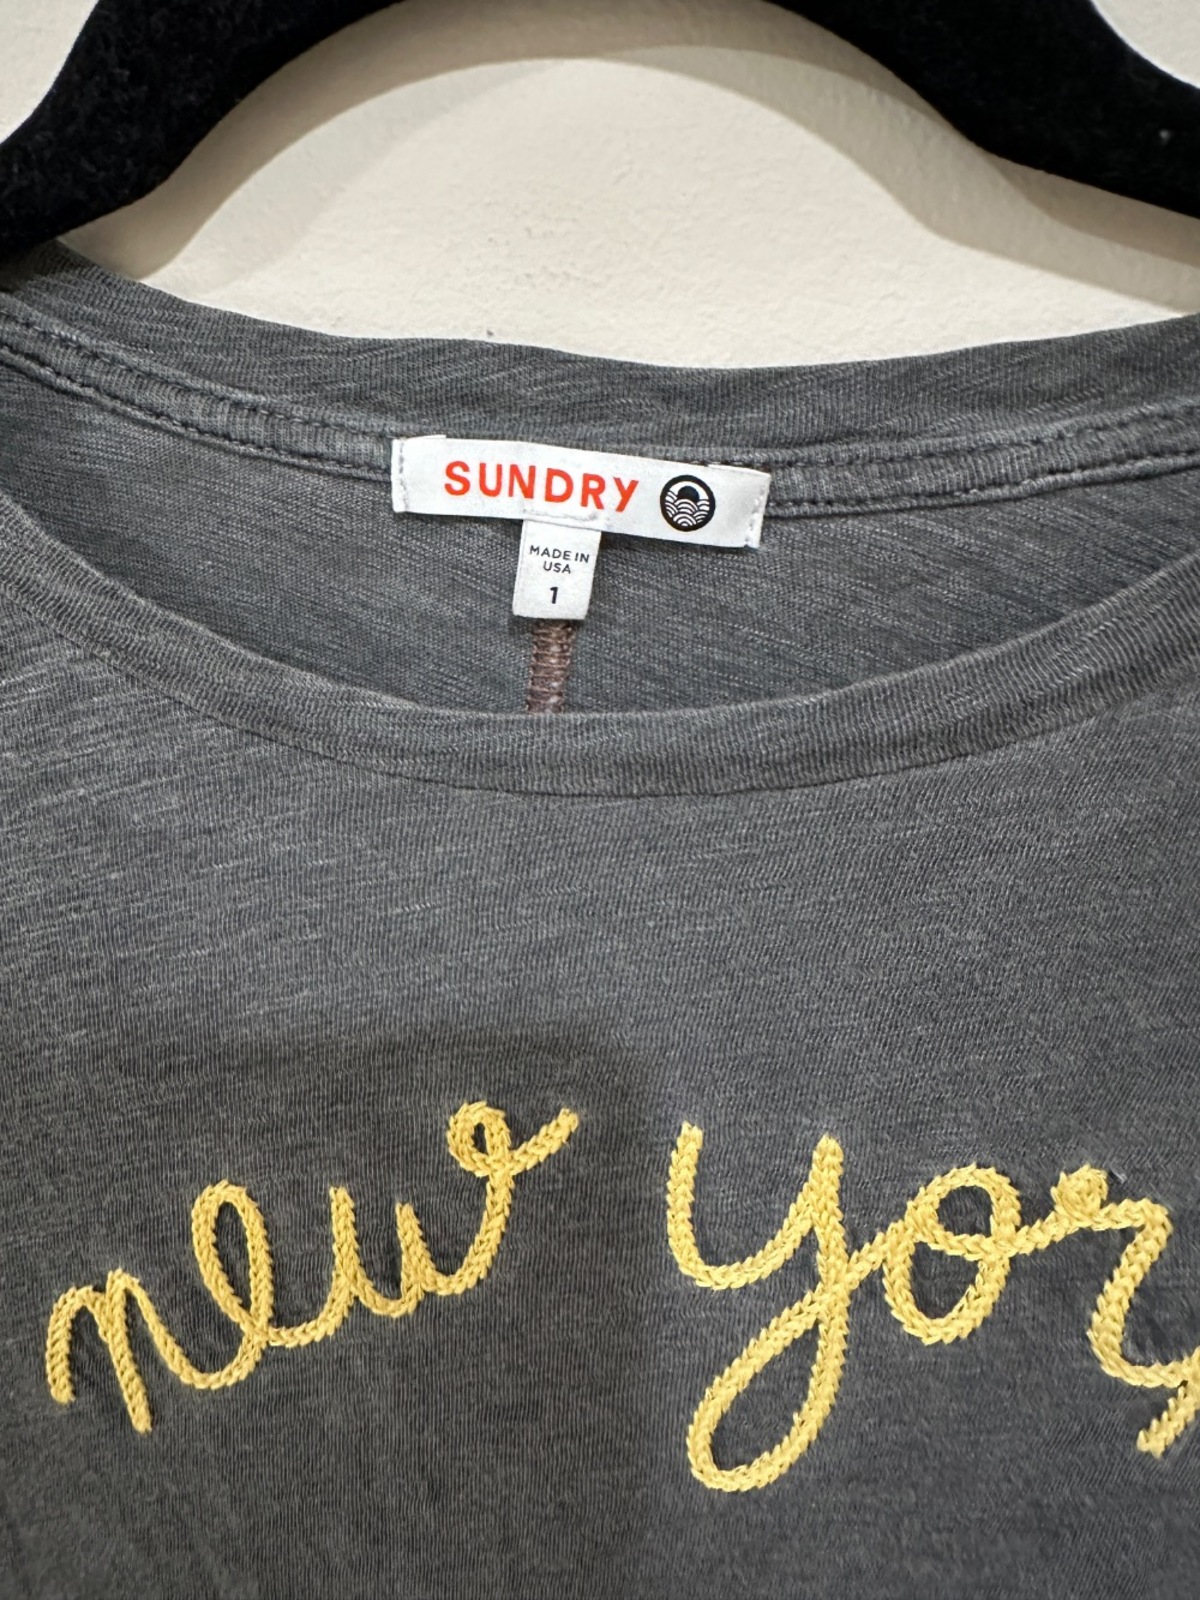 SUNDRY
MADE IN
USA
1
new yor